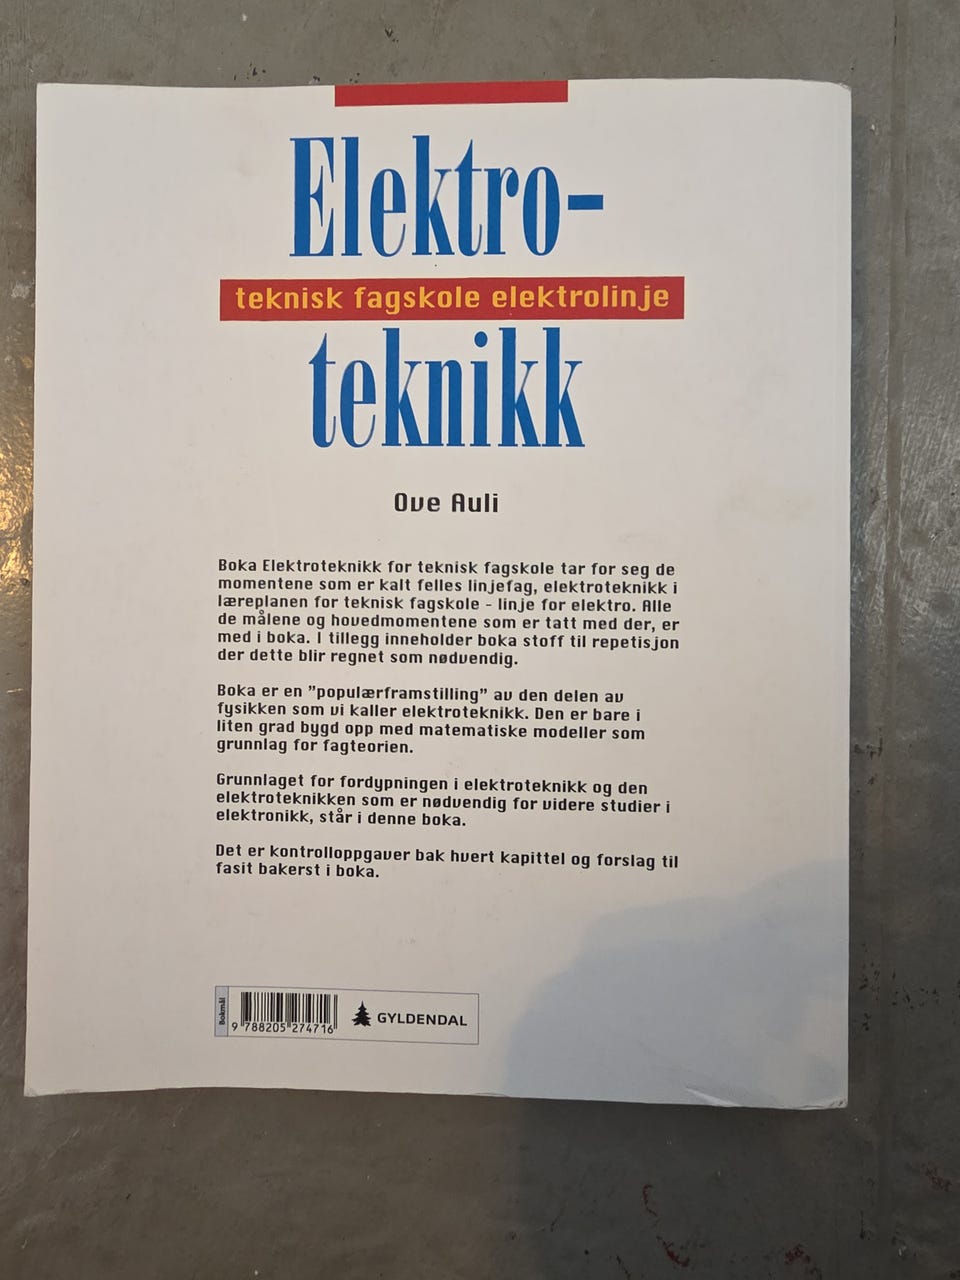 Elektro-
teknisk fagskole elektrolinje
teknikk
Ove Auli
Boka Elektroteknikk for teknisk fagskole tar for seg de
momentene som er kalt felles linjefag, elektroteknikk i
læreplanen for teknisk fagskole - linje for elektro. Alle
de målene og hovedmomentene som er tatt med der, er
med i boka. I tillegg inneholder boka stoff til repetisjon
der dette blir regnet som nødvendig.
Boka er en "populærframstilling" av den delen av
fysikken som vi kaller elektroteknikk. Den er bare i
liten grad bygd opp med matematiske modeller som
grunnlag for fagteorien.
Grunnlaget for fordypningen i elektroteknikk og den
elektroteknikken som er nødvendig for videre studier i
elektronikk, står i denne boka.
Det er kontrolloppgaver bak hvert kapittel og forslag til
fasit bakerst i boka.
Bokmål
9 788205 274716
GYLDENDAL